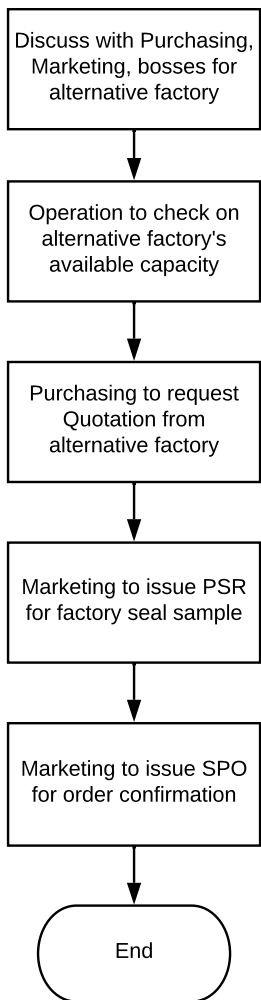 Discuss with Purchasing,
Marketing, bosses for
alternative factory
Operation to check on
alternative factory's
available capacity
Purchasing to request
Quotation from
alternative factory
Marketing to issue PSR
for factory seal sample
Marketing to issue SPO
for order confirmation
End